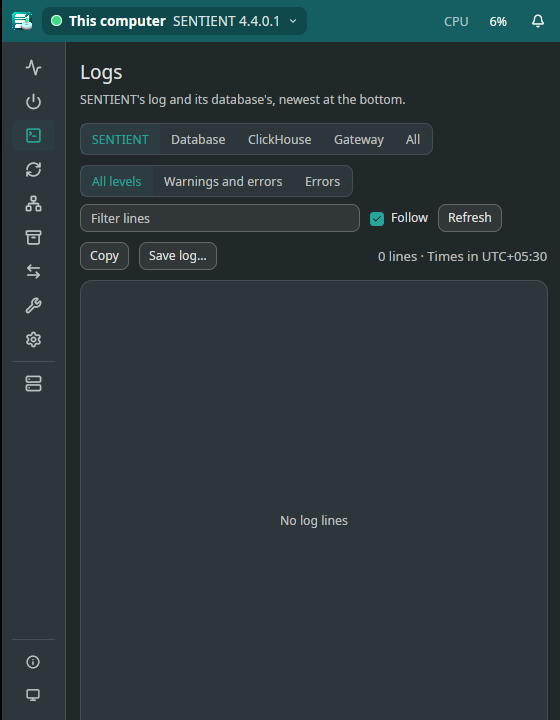 This computer SENTIENT 4.4.0.1 CPU 6%
Logs
SENTIENT's log and its database's, newest at the bottom.
SENTIENT Database ClickHouse Gateway All
All levels Warnings and errors Errors
Filter lines Follow Refresh
Copy Save log... 0 lines · Times in UTC+05:30
No log lines